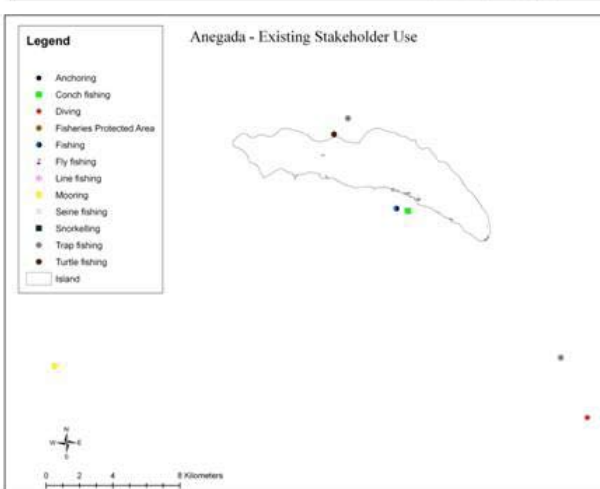 Anegada - Existing Stakeholder Use
Legend
Anchoring
Conch fishing
Diving
Fisheries Protected Area
Fishing
Fly fishing
Line fishing
Mooring
Seine fishing
Snorkelling
Trap fishing
Turtle fishing
Island
N
W E
S
0 2 4 8 Kilometers